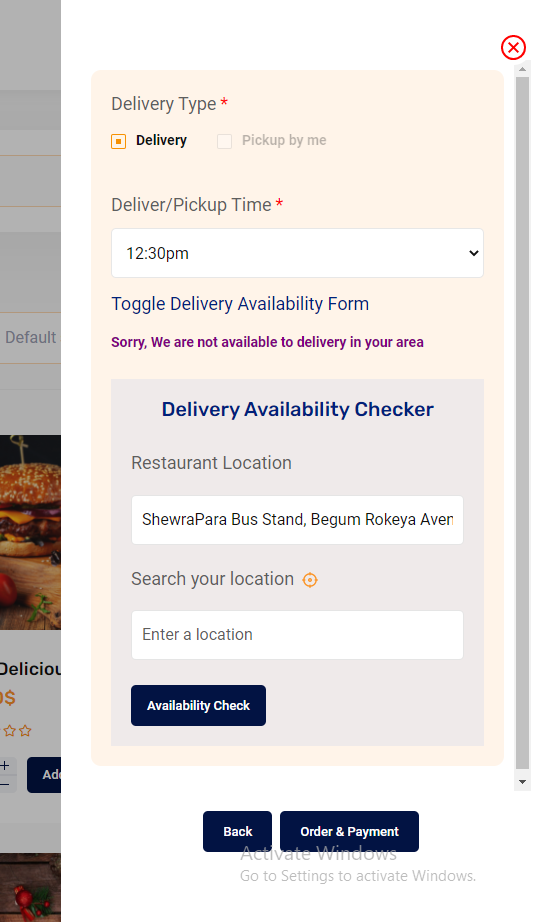 Delivery Type *
Delivery
Pickup by me
Deliver/Pickup Time *
12:30pm
Toggle Delivery Availability Form
Sorry, We are not available to delivery in your area
Default
Delivery Availability Checker
Restaurant Location
ShewraPara Bus Stand, Begum Rokeya Aven
Search your location
Enter a location
Deliciou
$
Availability Check
+
Ad
Back
Order & Payment
Activate Windows
Go to Settings to activate Windows.